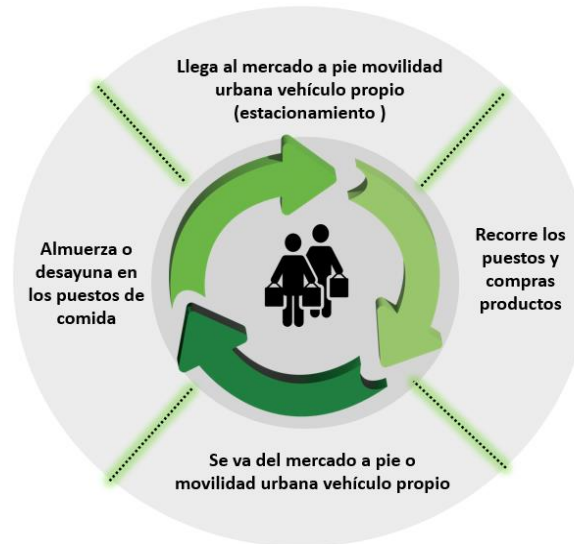 Llega al mercado a pie movilidad
urbana vehículo propio
(estacionamiento )
Recorre los
puestos y
compras
productos
Se va del mercado a pie o
movilidad urbana vehículo propio
Almuerza o
desayuna en
los puestos de
comida